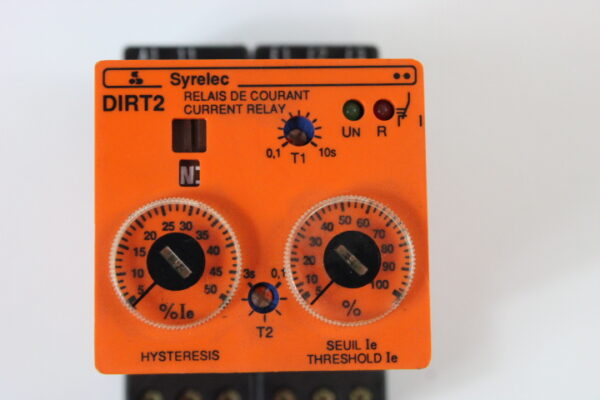 Syrelec
DIRT2
RELAIS DE COURANT
CURRENT RELAY
UN R
0,1 T1 10s
N
5 10 15 20 25 30 35 40 45 50
%Ie
HYSTERESIS
3s 0,1
T2
5 10 20 30 40 50 60 70 80 90 100
%
SEUIL Ie
THRESHOLD Ie